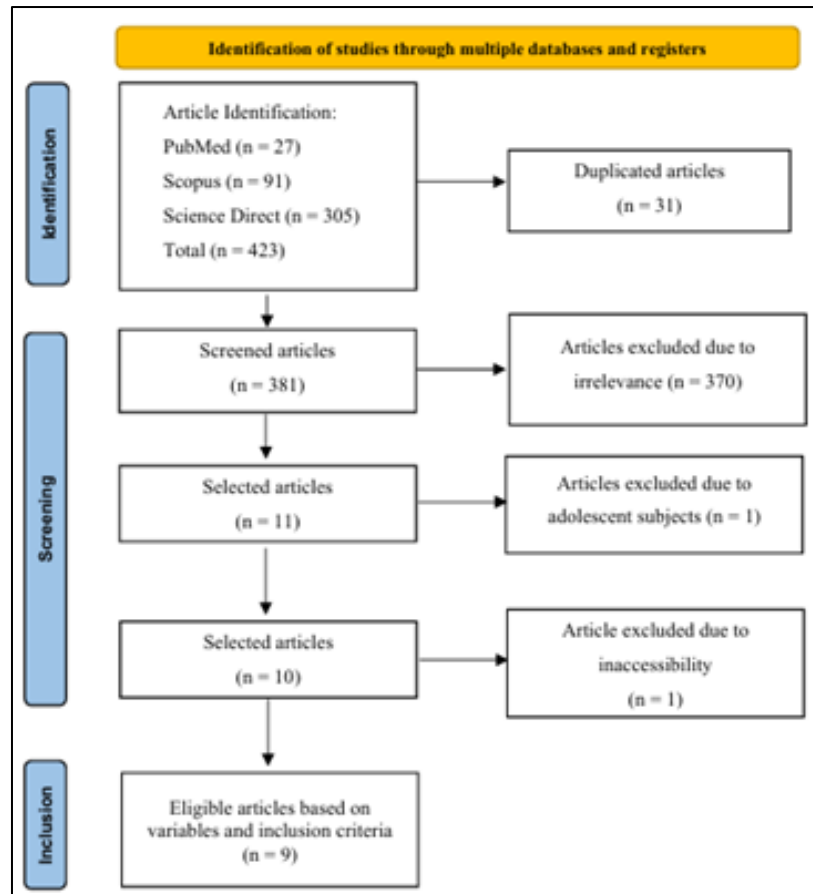 Identification of studies through multiple databases and registers
Identification
Article Identification:
PubMed (n = 27)
Scopus (n = 91)
Science Direct (n = 305)
Total (n = 423)
Duplicated articles
(n = 31)
Screening
Screened articles
(n = 381)
Articles excluded due to
irrelevance (n = 370)
Selected articles
(n = 11)
Articles excluded due to
adolescent subjects (n = 1)
Selected articles
(n = 10)
Article excluded due to
inaccessibility
(n = 1)
Inclusion
Eligible articles based on
variables and inclusion criteria
(n = 9)